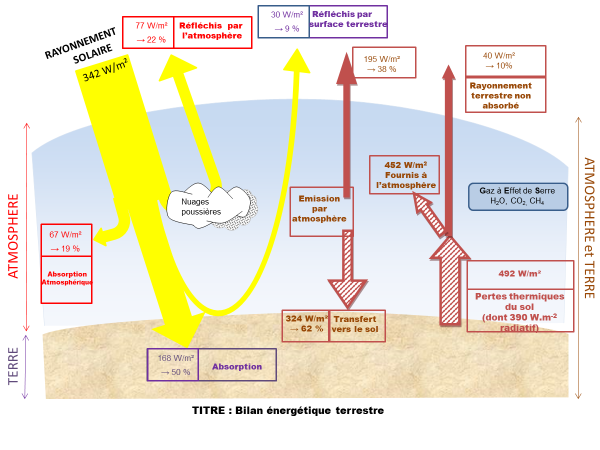 RAYONNEMENT
SOLAIRE
342 W/m²
77 W/m²
→ 22 %
Réfléchis par
l'atmosphère
30 W/m²
→ 9 %
Réfléchis par
surface terrestre
195 W/m²
→ 38 %
40 W/m²
→ 10%
Rayonnement
terrestre non
absorbé
452 W/m²
Fournis à
l'atmosphère
Gaz à Effet de Serre
H₂O, CO₂, CH₄
Nuages
poussières
Emission
par
atmosphère
67 W/m²
→ 19 %
Absorption
Atmosphérique
492 W/m²
Pertes thermiques
du sol
(dont 390 W.m⁻²
radiatif)
324 W/m²
→ 62 %
Transfert
vers le sol
168 W/m²
→ 50 %
Absorption
ATMOSPHERE
TERRE
ATMOSPHERE et TERRE
TITRE : Bilan énergétique terrestre